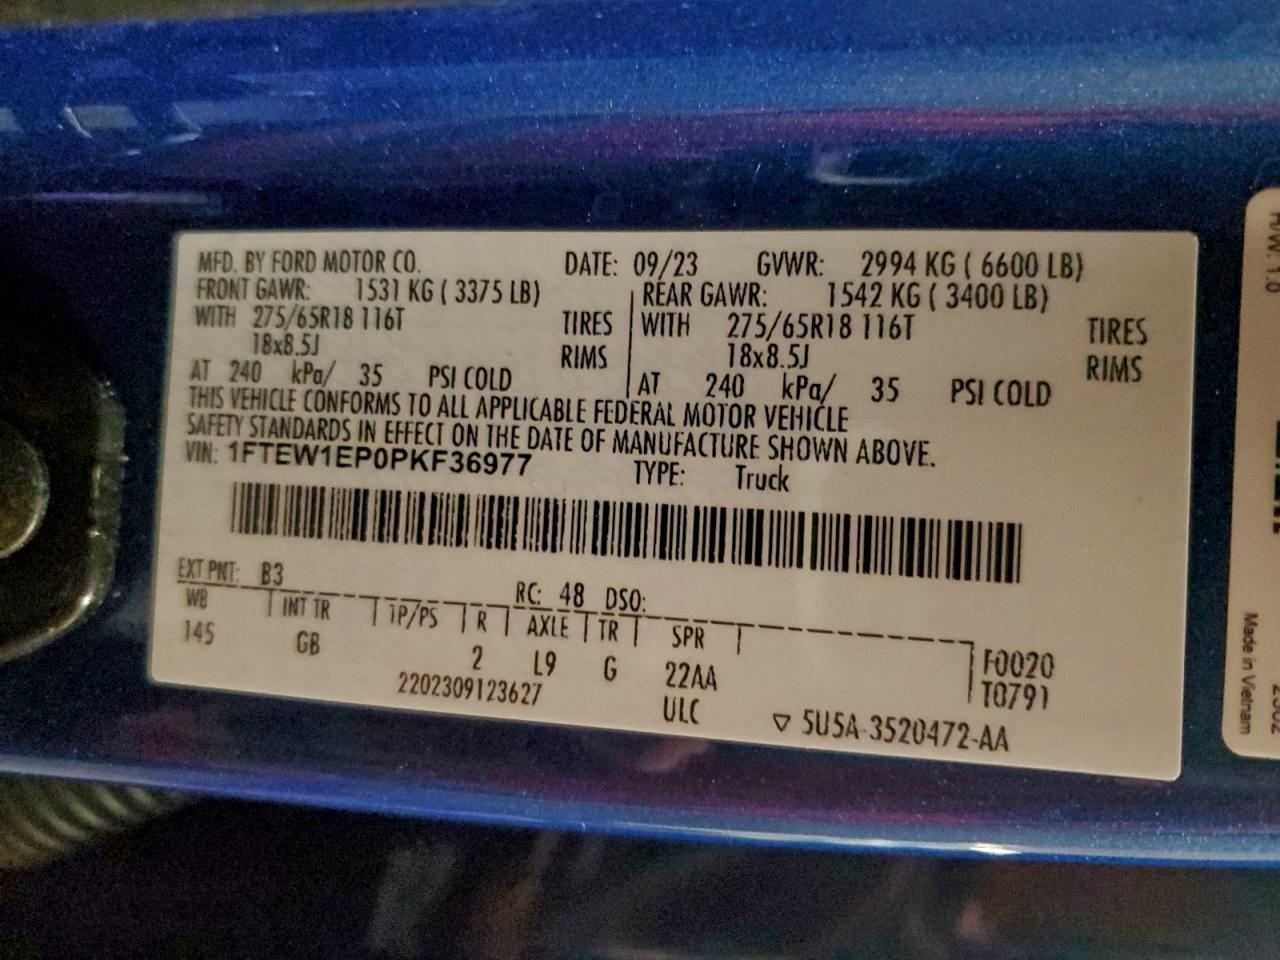 MFD. BY FORD MOTOR CO. DATE: 09/23 GVWR: 2994 KG ( 6600 LB)
FRONT GAWR: 1531 KG ( 3375 LB) REAR GAWR: 1542 KG ( 3400 LB)
WITH 275/65R18 116T TIRES WITH 275/65R18 116T TIRES
18x8.5J RIMS 18x8.5J RIMS
AT 240 kPa/ 35 PSI COLD AT 240 kPa/ 35 PSI COLD
THIS VEHICLE CONFORMS TO ALL APPLICABLE FEDERAL MOTOR VEHICLE
SAFETY STANDARDS IN EFFECT ON THE DATE OF MANUFACTURE SHOWN ABOVE.
VIN: 1FTEW1EP0PKF36977 TYPE: Truck
EXT PNT: B3 RC: 48 DSO:
WB INT TR TP/PS R AXLE TR SPR
145 GB 2 L9 G 22AA F0020
2202309123627 ULC T0791
▽ 5U5A-3520472-AA
H/W: 1.0
Made in Vietnam